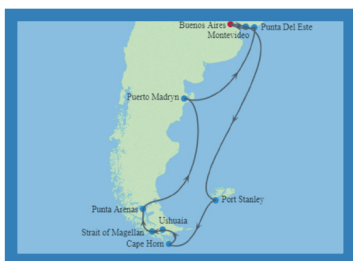 Buenos Aires
Montevideo
Punta Del Este
Puerto Madryn
Punta Arenas
Port Stanley
Ushuaia
Strait of Magellan
Cape Horn